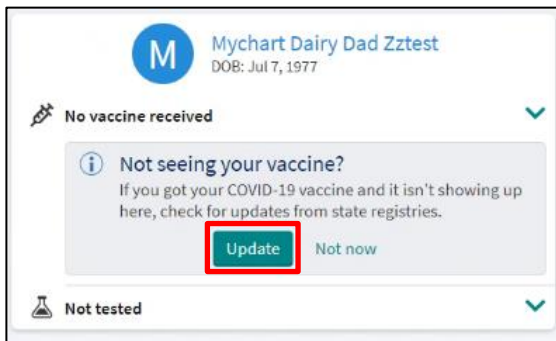 M
Mychart Dairy Dad Zztest
DOB: Jul 7, 1977
No vaccine received
Not seeing your vaccine?
If you got your COVID-19 vaccine and it isn't showing up
here, check for updates from state registries.
Update Not now
Not tested